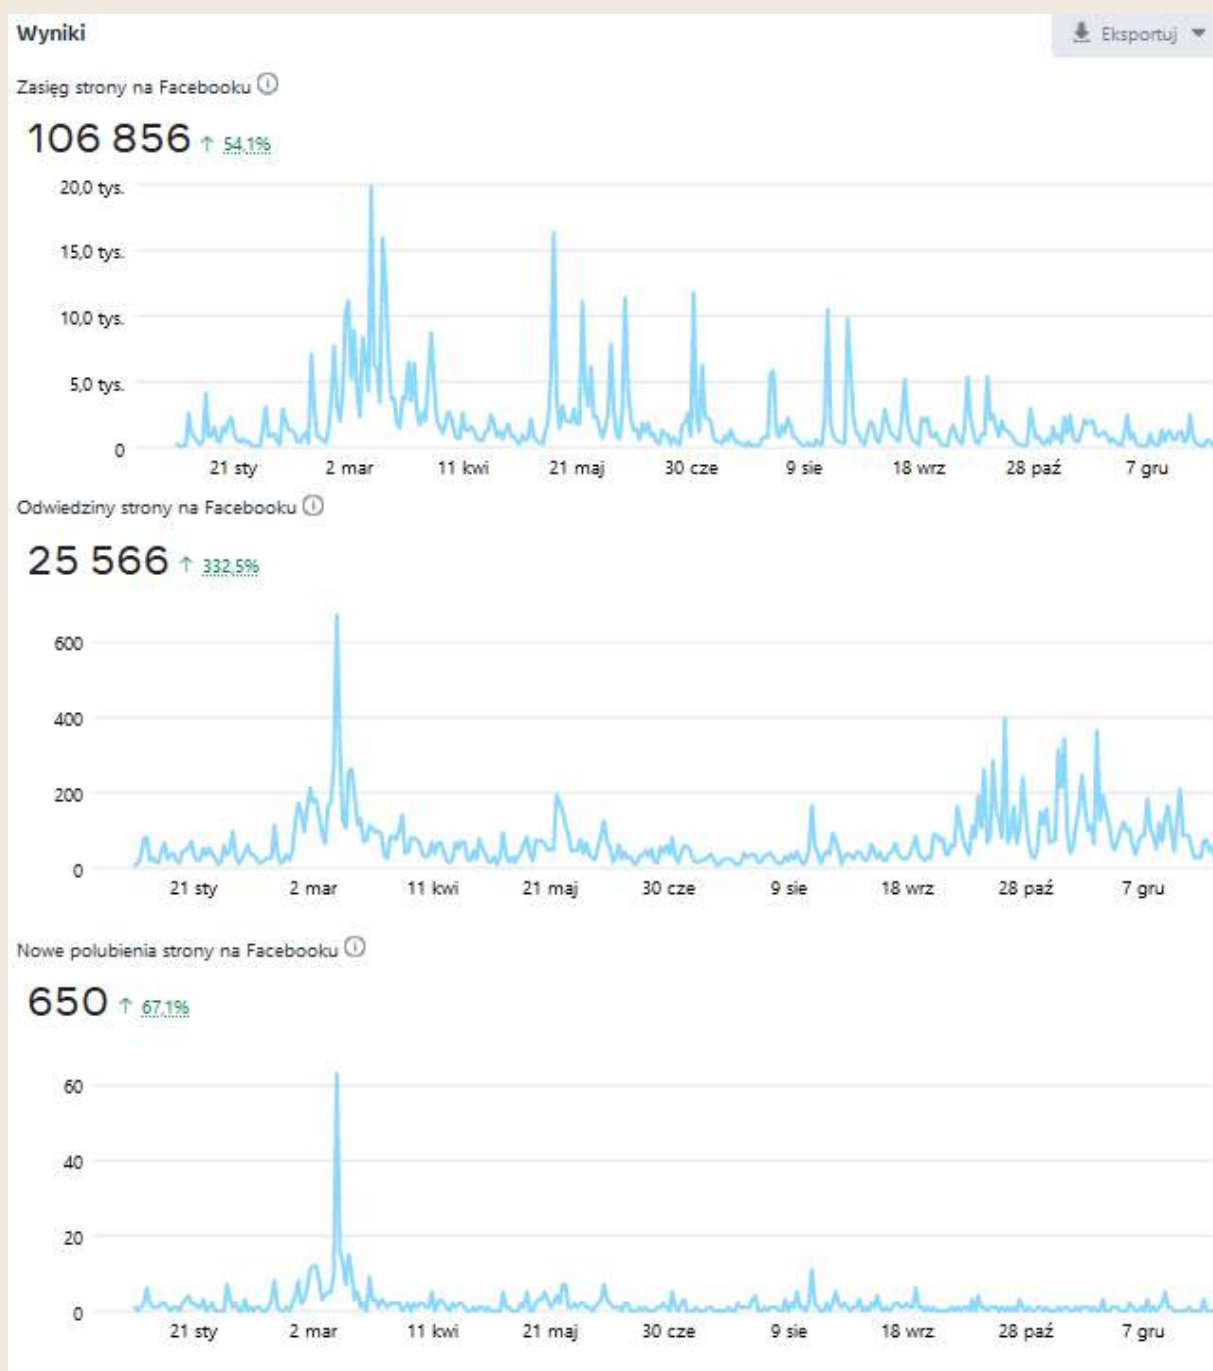 Wyniki
Eksportuj
Zasięg strony na Facebooku
106 856 ↑ 54,1%
20,0 tys.
15,0 tys.
10,0 tys.
5,0 tys.
0
21 sty 2 mar 11 kwi 21 maj 30 cze 9 sie 18 wrz 28 paź 7 gru
Odwiedziny strony na Facebooku
25 566 ↑ 332,5%
600
400
200
0
21 sty 2 mar 11 kwi 21 maj 30 cze 9 sie 18 wrz 28 paź 7 gru
Nowe polubienia strony na Facebooku
650 ↑ 67,1%
60
40
20
0
21 sty 2 mar 11 kwi 21 maj 30 cze 9 sie 18 wrz 28 paź 7 gru